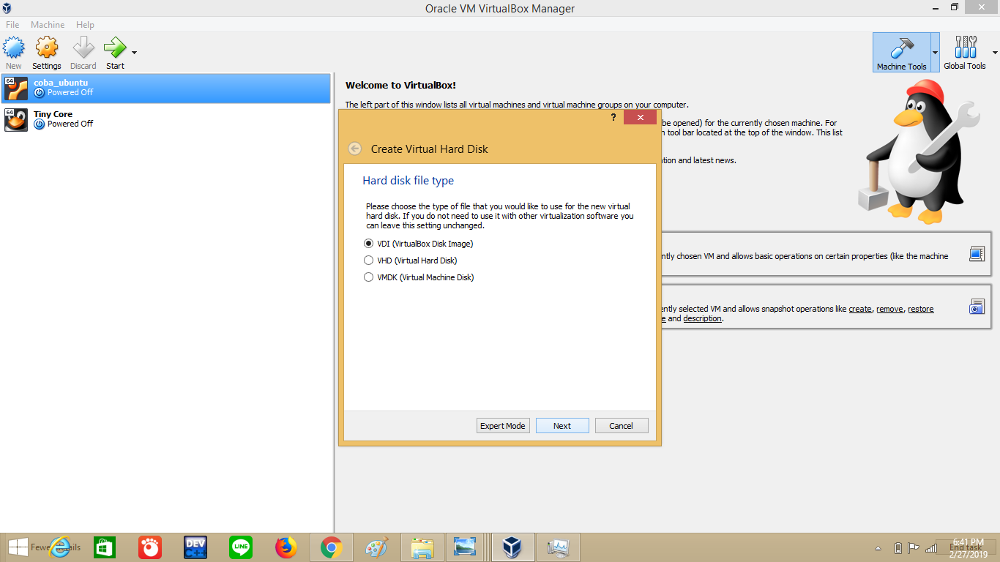 Oracle VM VirtualBox Manager
File Machine Help
New Settings Discard Start
Machine Tools Global Tools
64 coba_ubuntu
Powered Off
64 Tiny Core
Powered Off
Welcome to VirtualBox!
The left part of this window lists all virtual machines and virtual machine groups on your computer.
be opened) for the currently chosen machine. For
tool bar located at the top of the window. This list
and latest news.
?
Create Virtual Hard Disk
Hard disk file type
Please choose the type of file that you would like to use for the new virtual
hard disk. If you do not need to use it with other virtualization software you
can leave this setting unchanged.
VDI (VirtualBox Disk Image)
VHD (Virtual Hard Disk)
VMDK (Virtual Machine Disk)
Expert Mode Next Cancel
chosen VM and allows basic operations on certain properties (like the machine
selected VM and allows snapshot operations like create, remove, restore
and description.
DEV
C++
LINE
End task
6:41 PM
2/27/2019